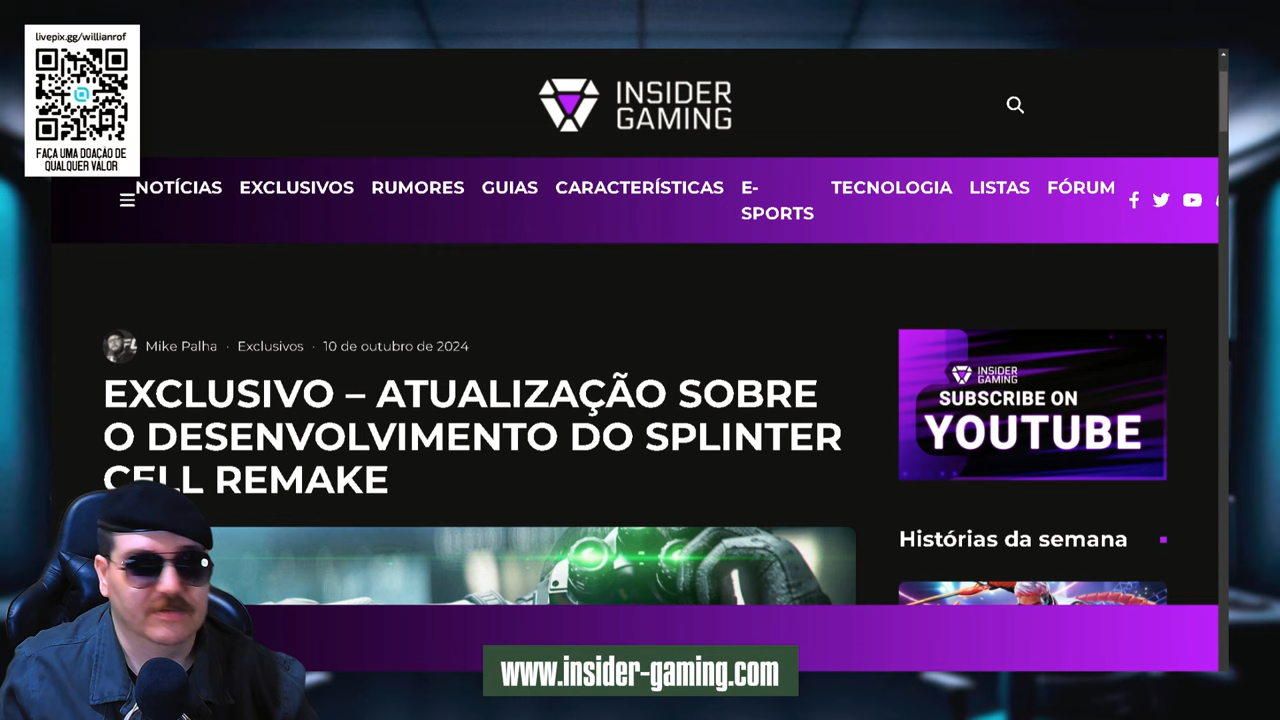 livepix.gg/willianrof
FAÇA UMA DOAÇÃO DE
QUALQUER VALOR
INSIDER
GAMING
NOTÍCIAS EXCLUSIVOS RUMORES GUIAS CARACTERÍSTICAS E-
SPORTS TECNOLOGIA LISTAS FÓRUM
Mike Palha · Exclusivos · 10 de outubro de 2024
EXCLUSIVO – ATUALIZAÇÃO SOBRE
O DESENVOLVIMENTO DO SPLINTER
CELL REMAKE
INSIDER
GAMING
SUBSCRIBE ON
YOUTUBE
Histórias da semana
www.insider-gaming.com